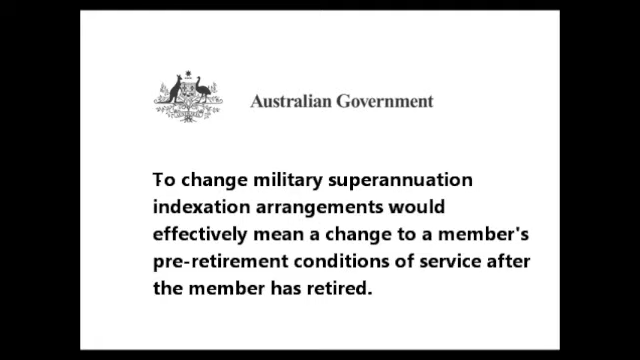 Australian Government
To change military superannuation
indexation arrangements would
effectively mean a change to a member's
pre-retirement conditions of service after
the member has retired.